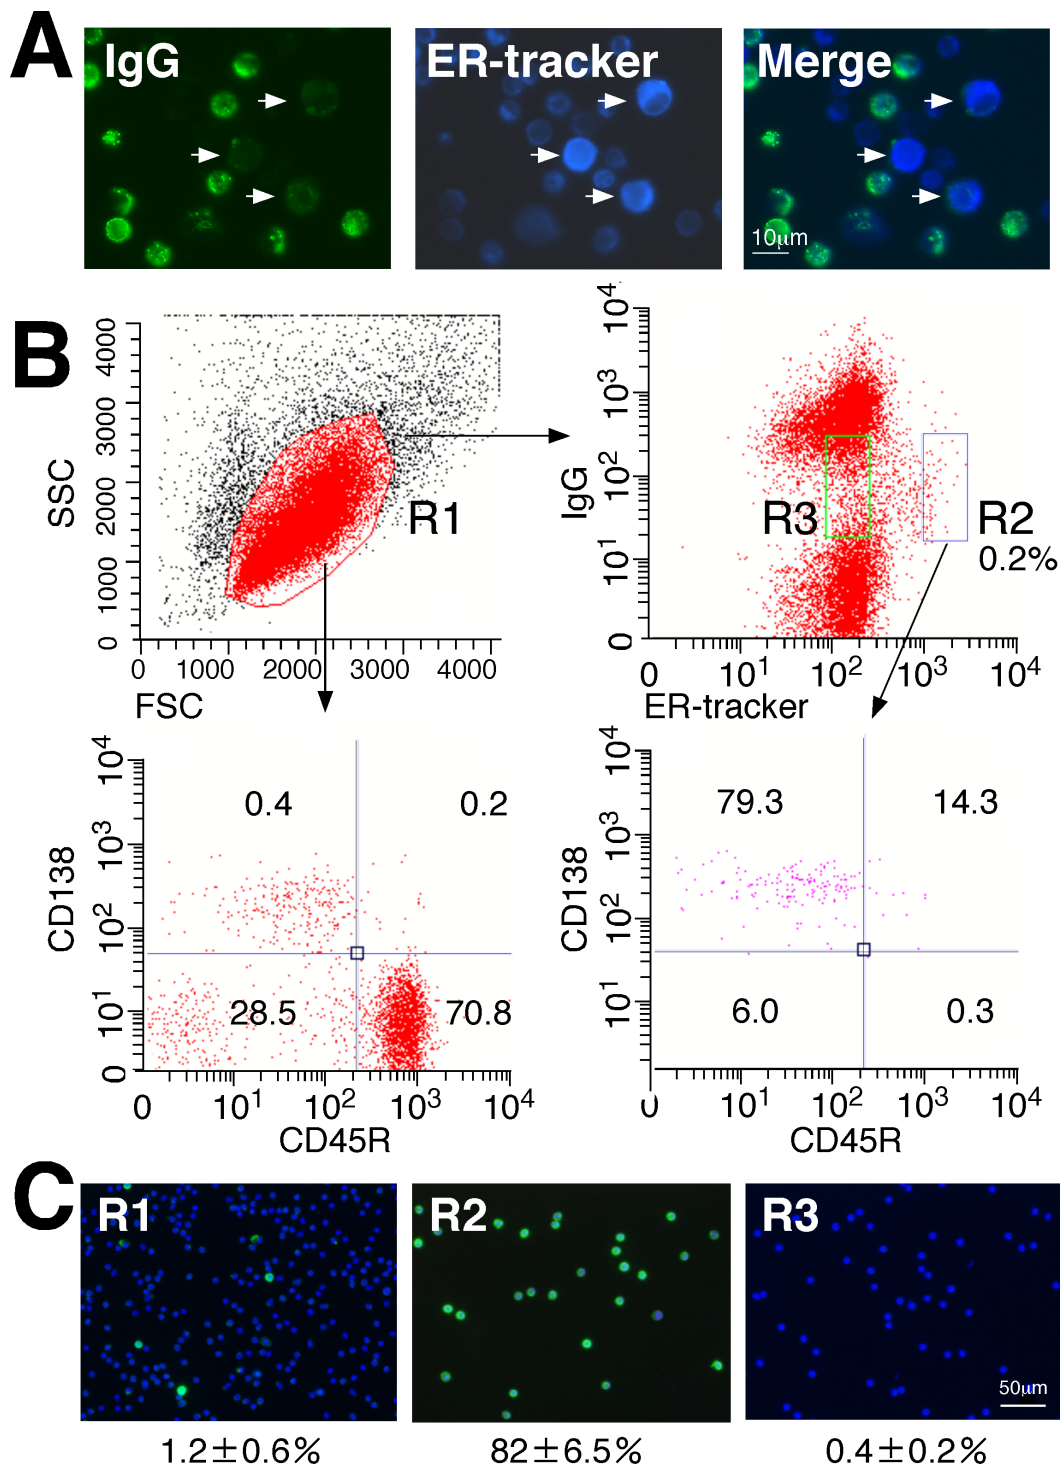 A
IgG
ER-tracker
Merge
10μm
B
SSC
4000
3000
2000
1000
0
0 1000 2000 3000 4000
FSC
R1
IgG
10⁴
10³
10²
10¹
0
R3
R2
0.2%
0 10¹ 10² 10³ 10⁴
ER-tracker
CD138
10⁴
10³
10²
10¹
0
0.4 0.2
28.5 70.8
0 10¹ 10² 10³ 10⁴
CD45R
CD138
10⁴
10³
10²
10¹
79.3 14.3
6.0 0.3
0 10¹ 10² 10³ 10⁴
CD45R
C
R1
R2
R3
50μm
1.2±0.6%
82±6.5%
0.4±0.2%